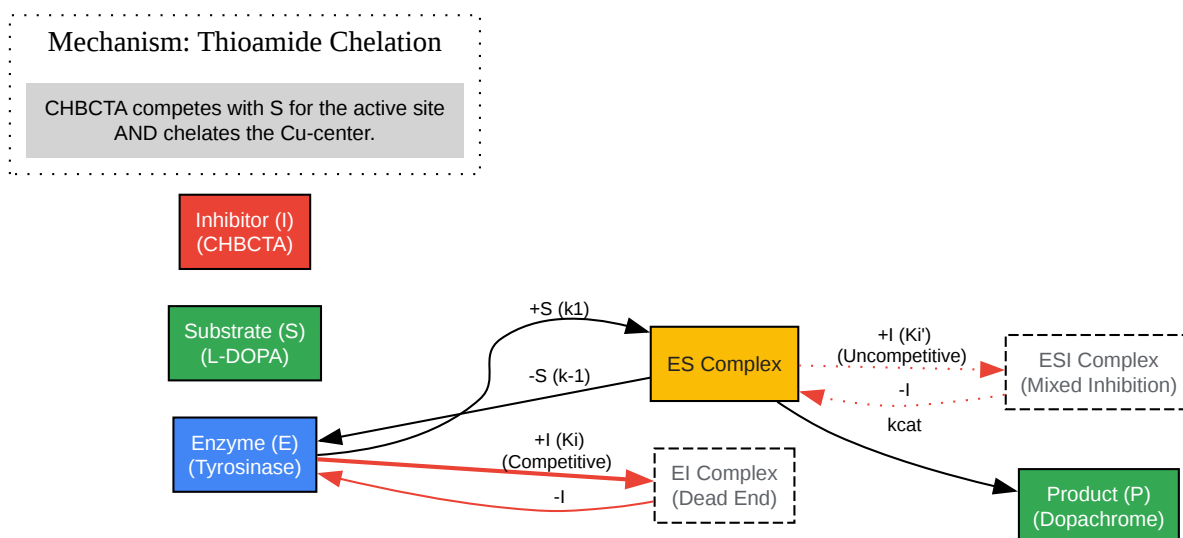 Mechanism: Thioamide Chelation
CHBCTA competes with S for the active site
AND chelates the Cu-center.
Inhibitor (I)
(CHBCTA)
Substrate (S)
(L-DOPA)
Enzyme (E)
(Tyrosinase)
+S (k1)
-S (k-1)
+I (Ki)
(Competitive)
-I
ES Complex
EI Complex
(Dead End)
+I (Ki')
(Uncompetitive)
-I
kcat
ESI Complex
(Mixed Inhibition)
Product (P)
(Dopachrome)